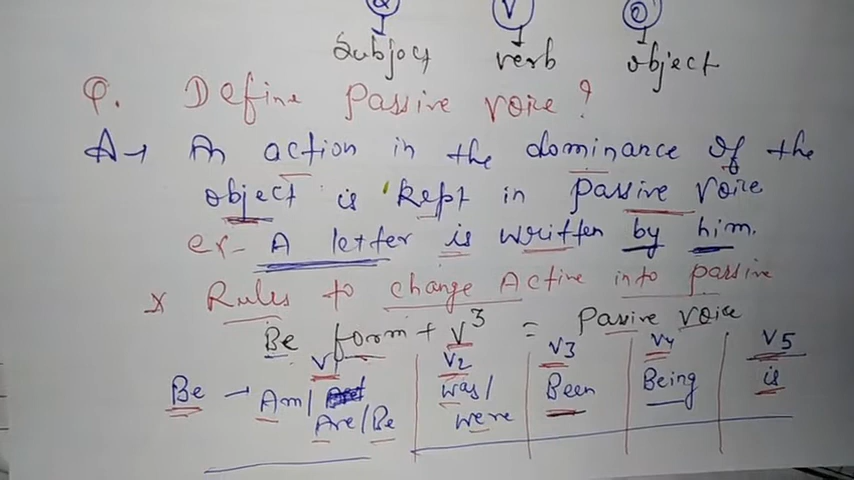 V
Subject verb object
Q. Define Passive voice ?
A→ An action in the dominance of the
object is kept in passive voice
ex- A letter is written by him.
× Rules to change Active into passive
Be form + V3 = Passive voice
V1 V2 V3 V4 V5
Be → Am/ was/ Been Being is
Are/Be were